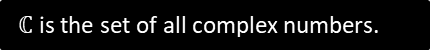 ℂ is the set of all complex numbers.